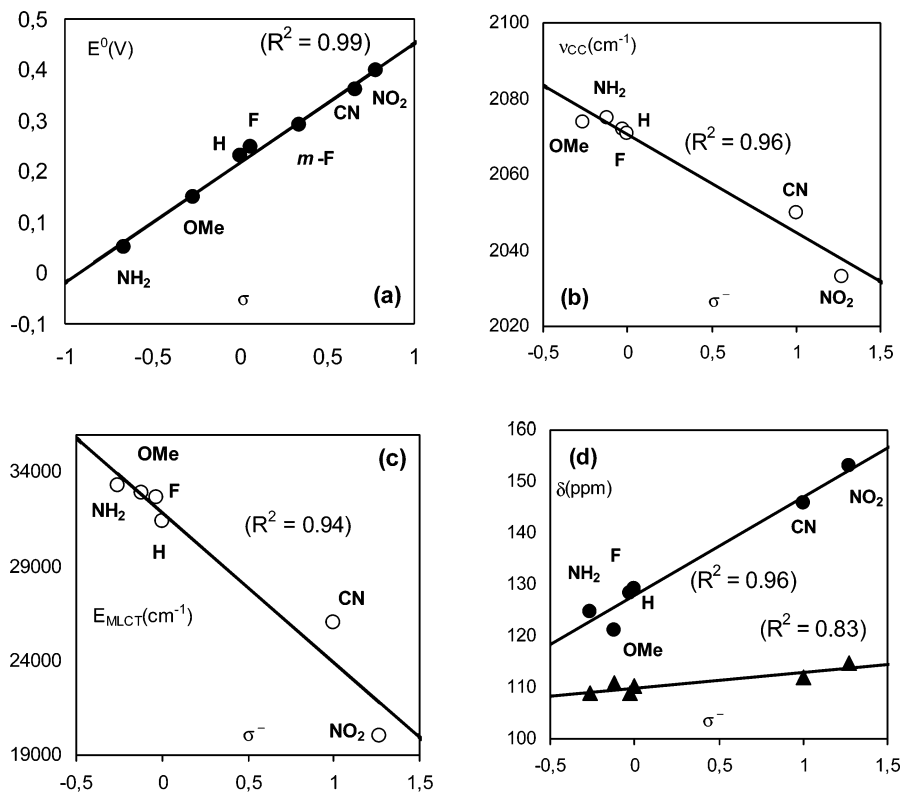 0,5
E⁰(V)
(R² = 0.99)
0,4
NO₂
CN
0,3
F
H
m-F
0,2
OMe
0,1
NH₂
0
σ
(a)
-0,1
-1
-0,5
0
0,5
1
2100
νCC(cm⁻¹)
2080
NH₂
OMe
H
F
(R² = 0.96)
2060
CN
2040
NO₂
(b)
σ⁻
2020
-0,5
0
0,5
1
1,5
OMe
(c)
34000
F
NH₂
(R² = 0.94)
H
29000
CN
EMLCT(cm⁻¹)
24000
σ⁻
NO₂
19000
-0,5
0
0,5
1
1,5
160
(d)
150
δ(ppm)
NO₂
140
CN
F
130
NH₂
(R² = 0.96)
H
120
OMe
(R² = 0.83)
110
σ⁻
100
-0,5
0
0,5
1
1,5